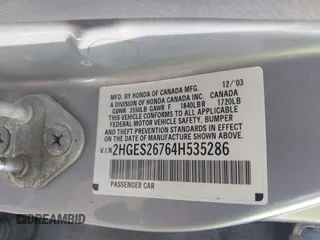 12/'03
MFD. BY HONDA OF CANADA MFG.
A DIVISION OF HONDA CANADA INC. CANADA
GVWR 3550LB GAWR F 1840LB R 1720LB
THIS VEHICLE CONFORMS TO ALL APPLICABLE
FEDERAL MOTOR VEHICLE SAFETY, BUMPER
AND THEFT PREVENTION STANDARDS IN EFFECT ON THE
DATE OF MANUFACTURE SHOWN ABOVE.
V.I.N. 2HGES26764H535286
PASSENGER CAR
©IDREAMBID